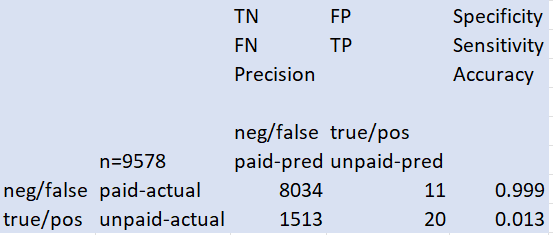 TN FP Specificity
FN TP Sensitivity
Precision Accuracy
neg/false true/pos
n=9578 paid-pred unpaid-pred
neg/false paid-actual 8034 11 0.999
true/pos unpaid-actual 1513 20 0.013